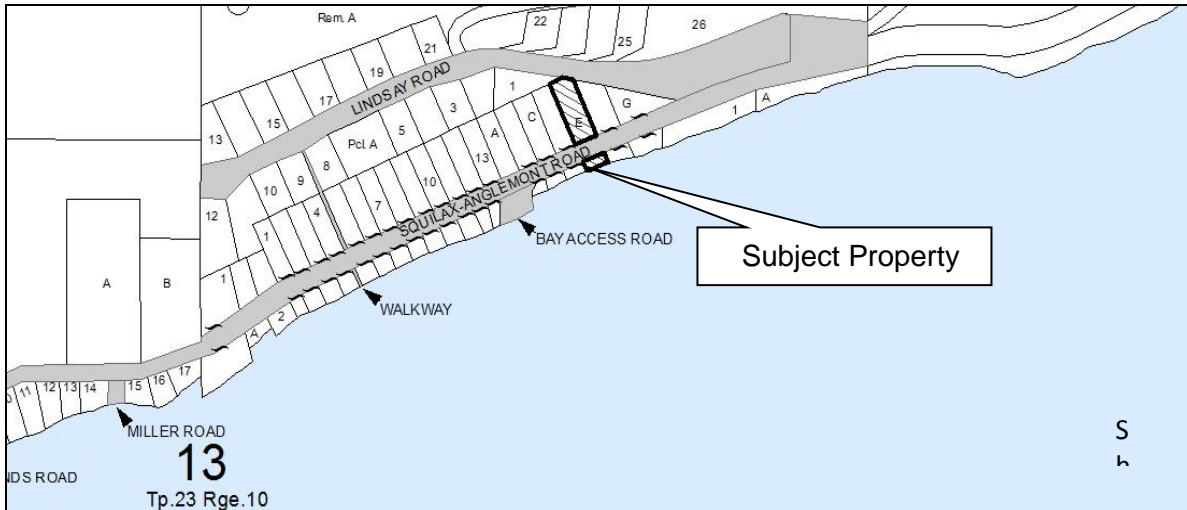 Rem. A
22
26
25
21
19
17
15
13
LINDSAY ROAD
1
3
5
Pcl. A
8
9
10
12
G
E
C
A
13
10
7
4
1
1
A
SQUILAX-ANGLEMONT ROAD
BAY ACCESS ROAD
Subject Property
WALKWAY
A
B
1
A
2
17
16
15
14
13
12
11
MILLER ROAD
13
Tp.23 Rge.10
NDS ROAD
S